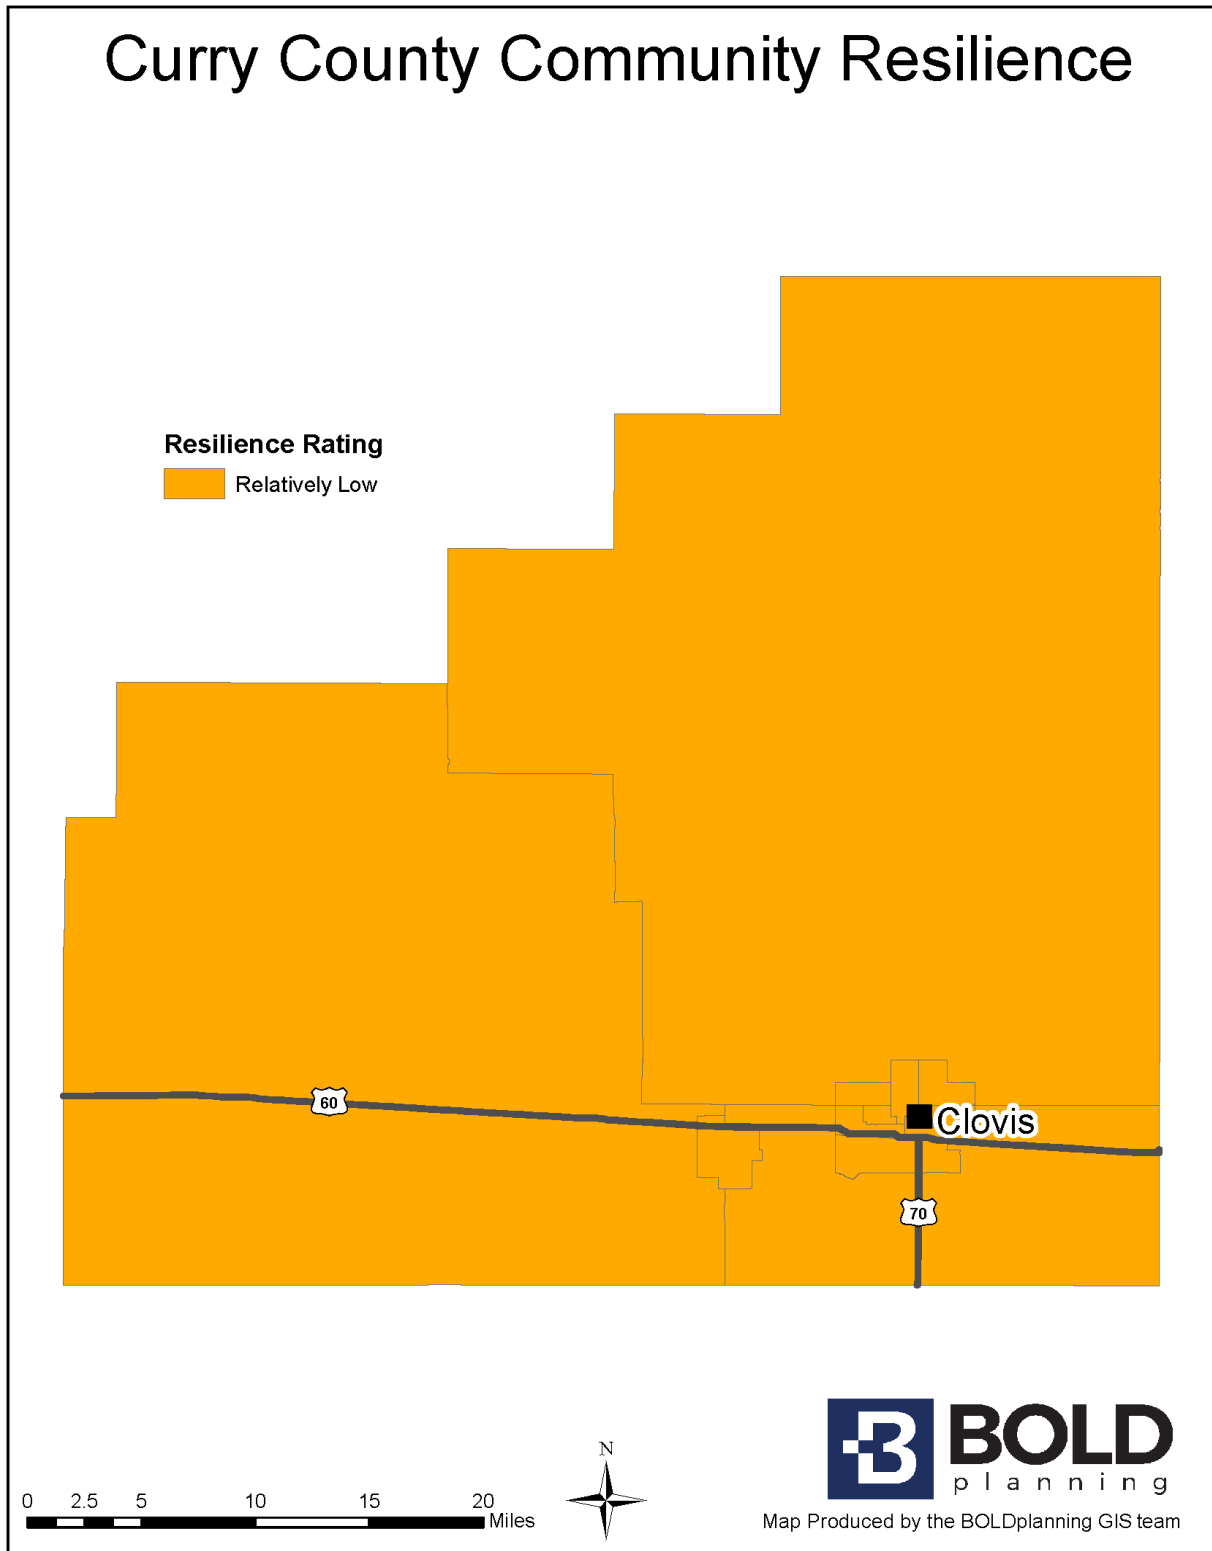 Curry County Community Resilience
Resilience Rating
Relatively Low
60
Clovis
70
N
0 2.5 5 10 15 20
Miles
BOLD
planning
Map Produced by the BOLDplanning GIS team